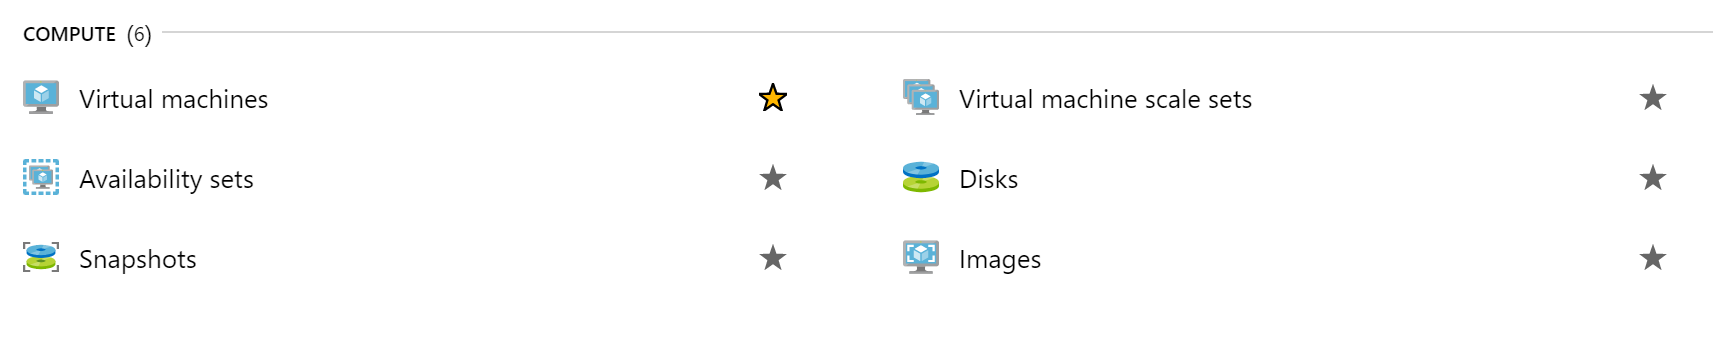 COMPUTE (6)
Virtual machines
Virtual machine scale sets
Availability sets
Disks
Snapshots
Images